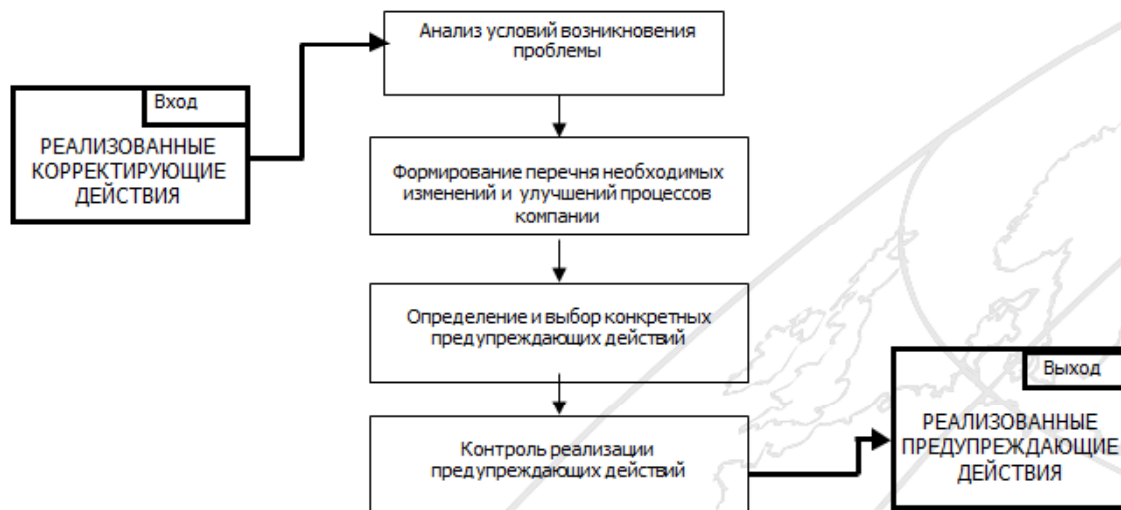 Анализ условий возникновения
проблемы
Вход
РЕАЛИЗОВАННЫЕ
КОРРЕКТИРУЮЩИЕ
ДЕЙСТВИЯ
Формирование перечня необходимых
изменений и улучшений процессов
компании
Определение и выбор конкретных
предупреждающих действий
Контроль реализации
предупреждающих действий
Выход
РЕАЛИЗОВАННЫЕ
ПРЕДУПРЕЖДАЮЩИЕ
ДЕЙСТВИЯ